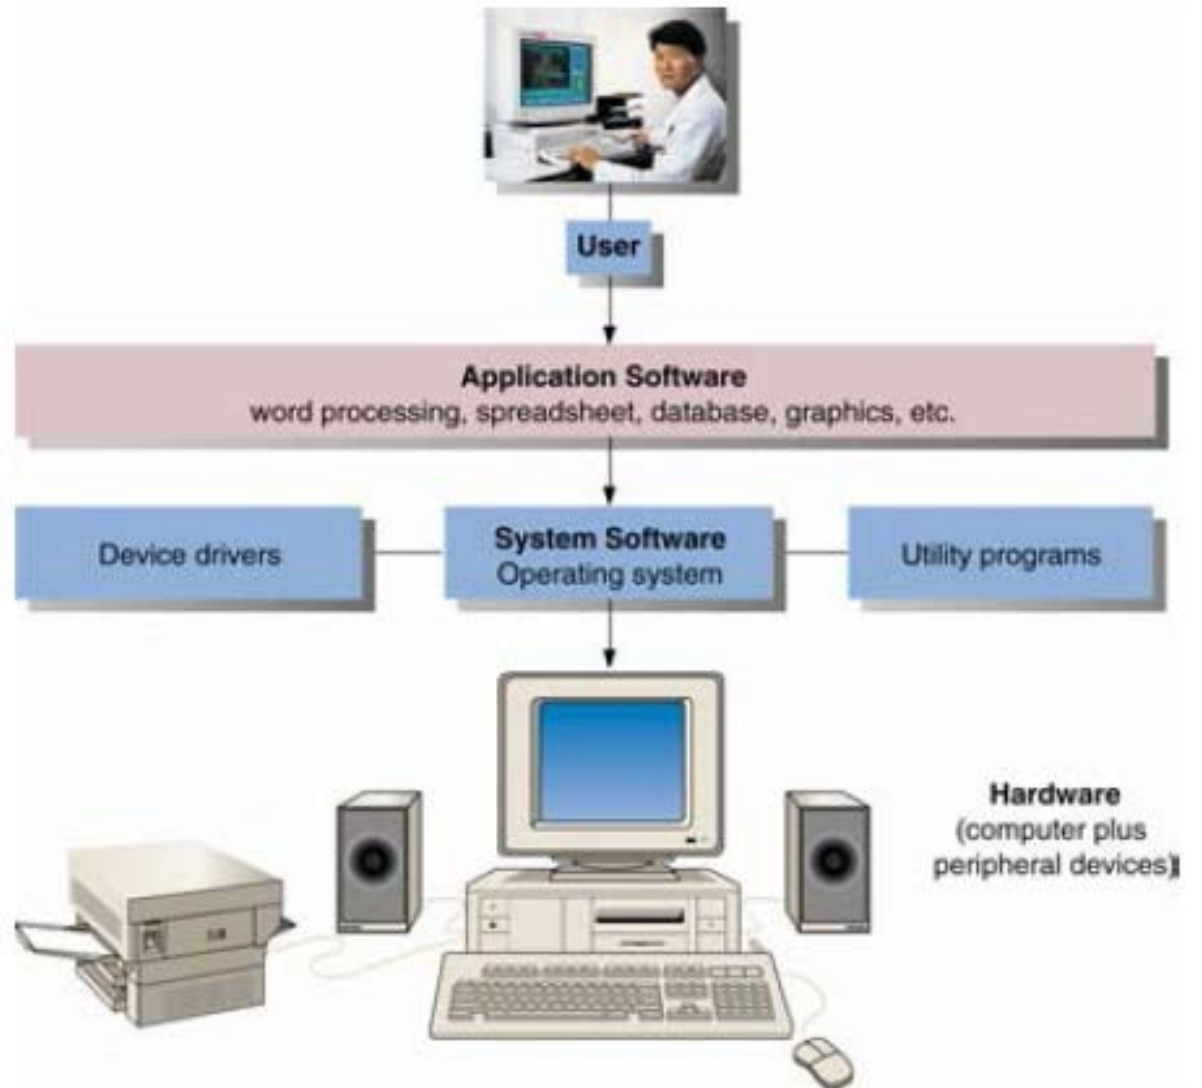 User
Application Software
word processing, spreadsheet, database, graphics, etc.
Device drivers
System Software
Operating system
Utility programs
Hardware
(computer plus
peripheral devices)